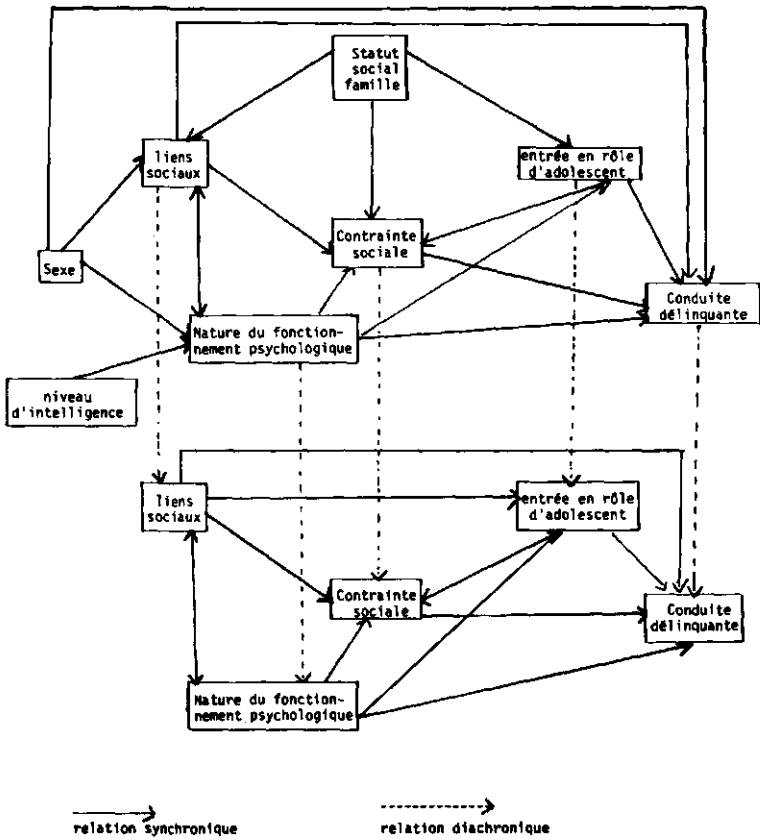 Statut
social
famille
liens
sociaux
entrée en rôle
d'adolescent
Contrainte
sociale
Sexe
Conduite
délinquante
Nature du fonction-
nement psychologique
niveau
d'intelligence
liens
sociaux
entrée en rôle
d'adolescent
Contrainte
sociale
Conduite
délinquante
Nature du fonction-
nement psychologique
relation synchronique
relation diachronique